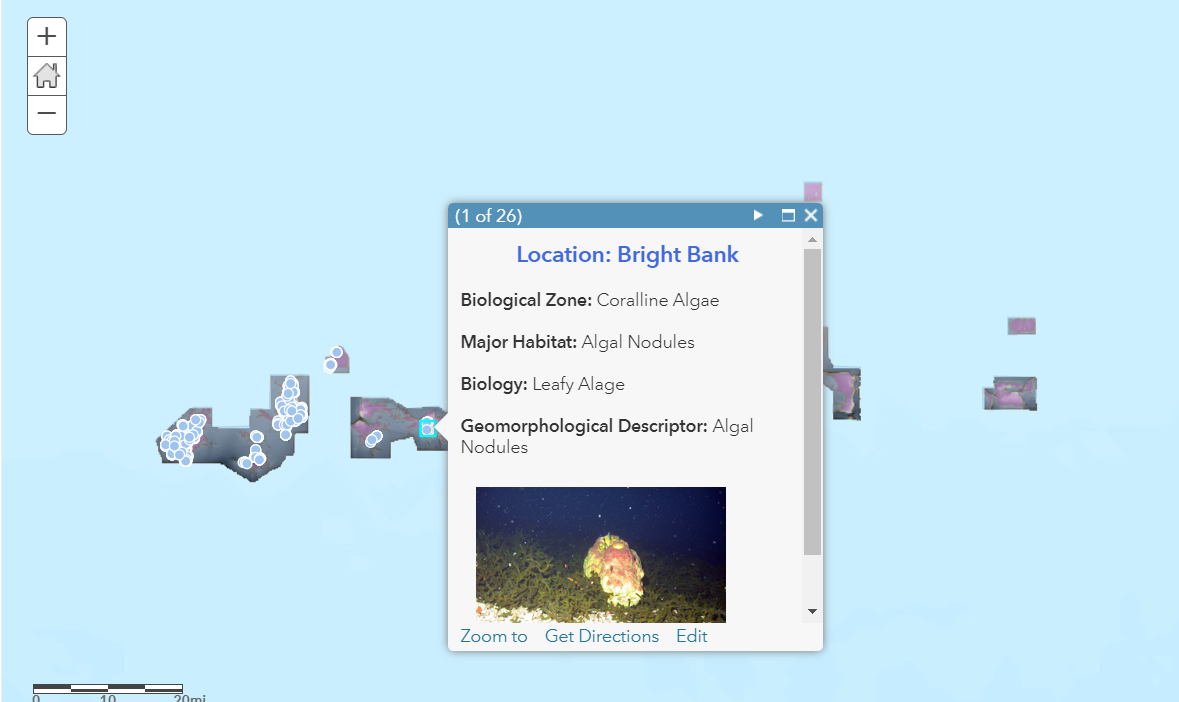 (1 of 26)
Location: Bright Bank
Biological Zone: Coralline Algae
Major Habitat: Algal Nodules
Biology: Leafy Alage
Geomorphological Descriptor: Algal
Nodules
Zoom to Get Directions Edit
0 10 20mi